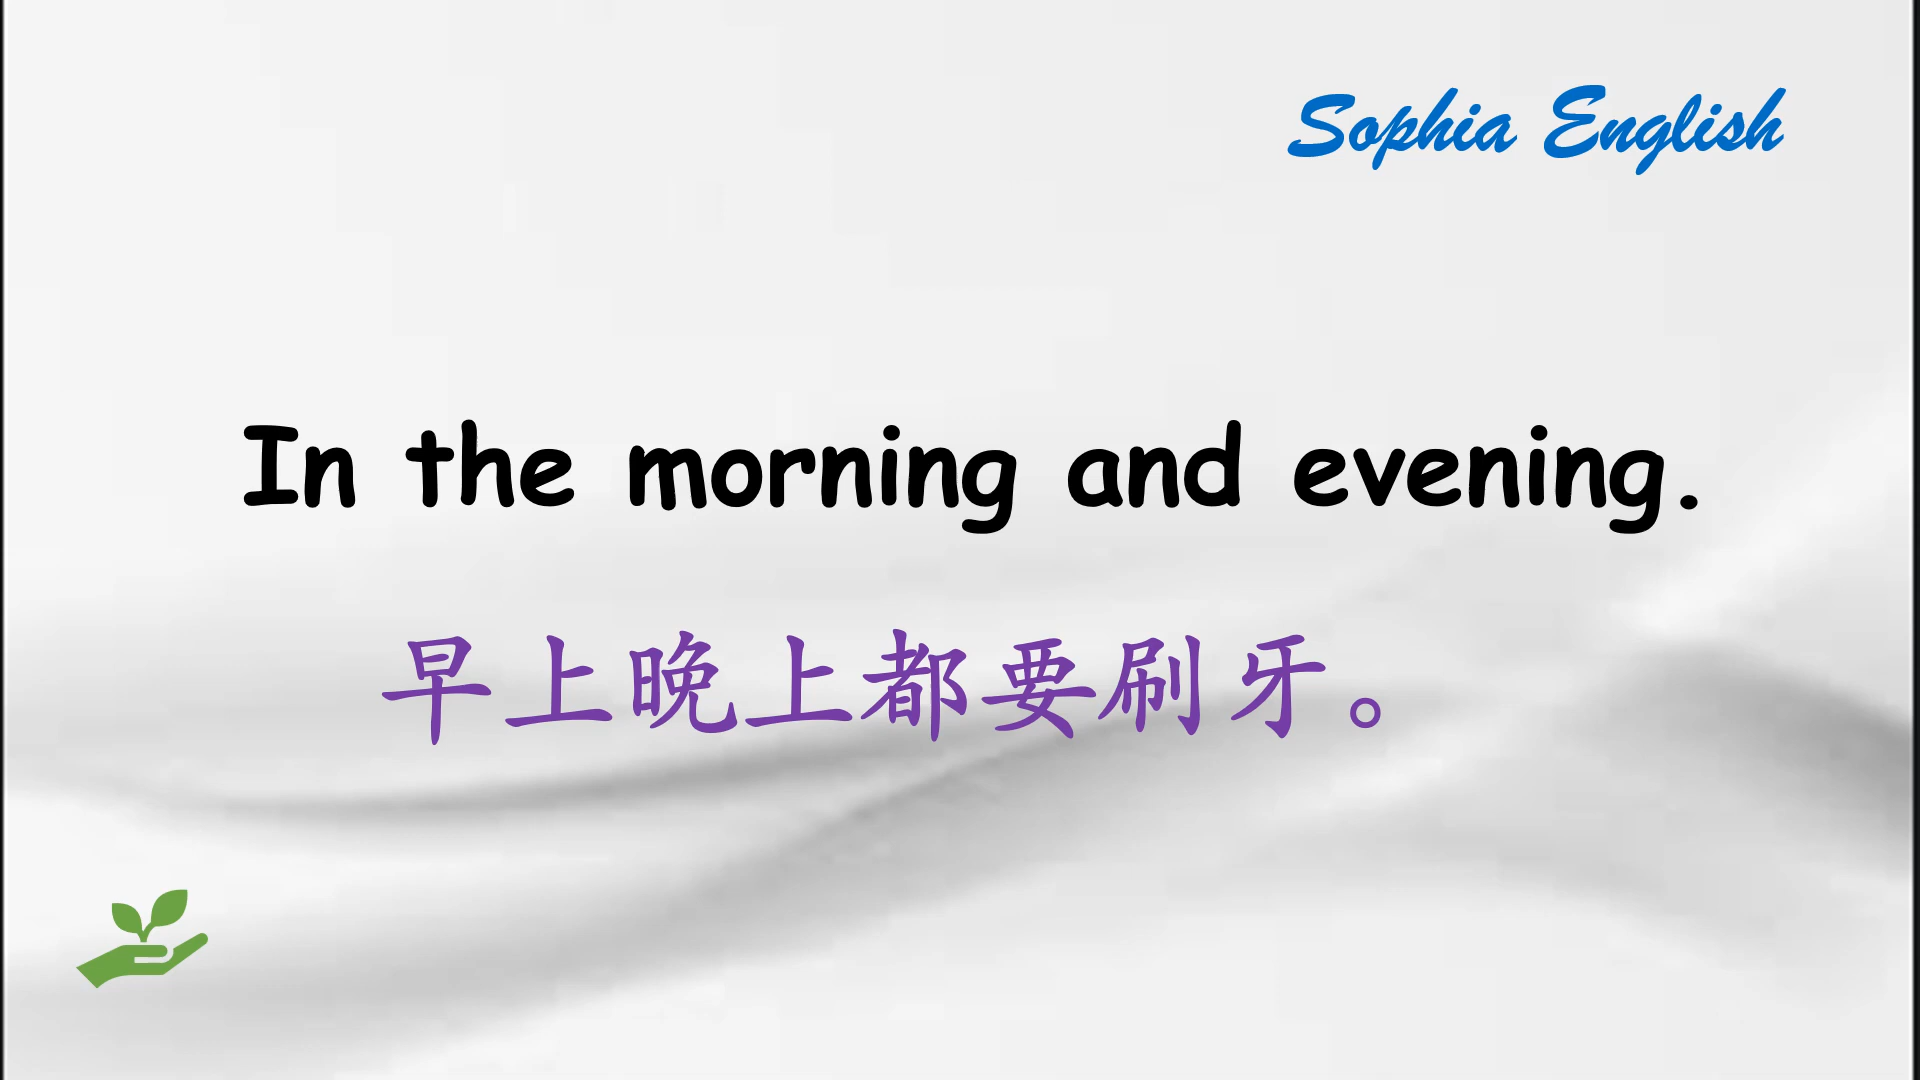 Sophia English
In the morning and evening.
早上晚上都要刷牙。